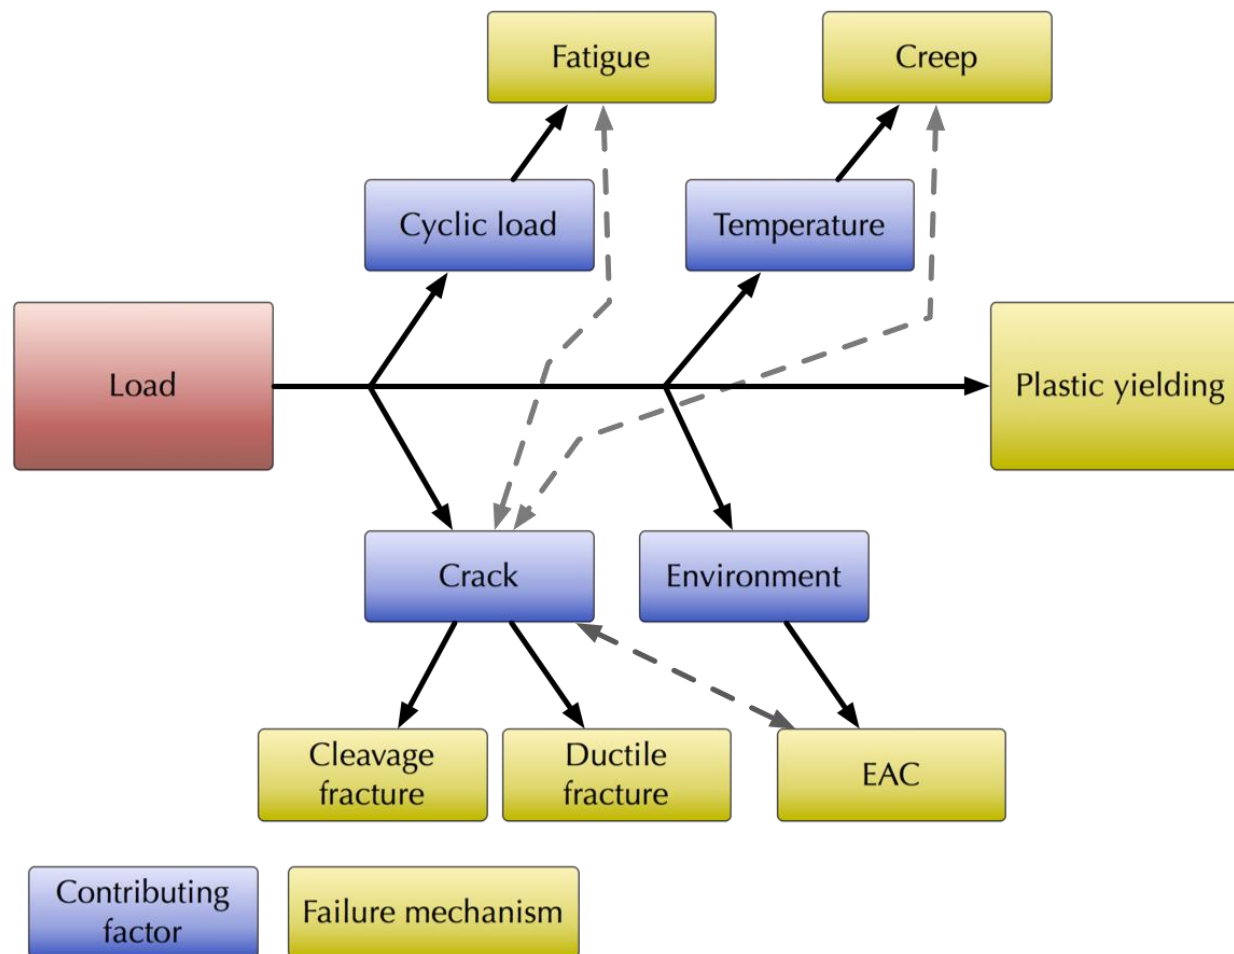 Fatigue
Creep
Cyclic load
Temperature
Load
Plastic yielding
Crack
Environment
Cleavage
fracture
Ductile
fracture
EAC
Contributing
factor
Failure mechanism